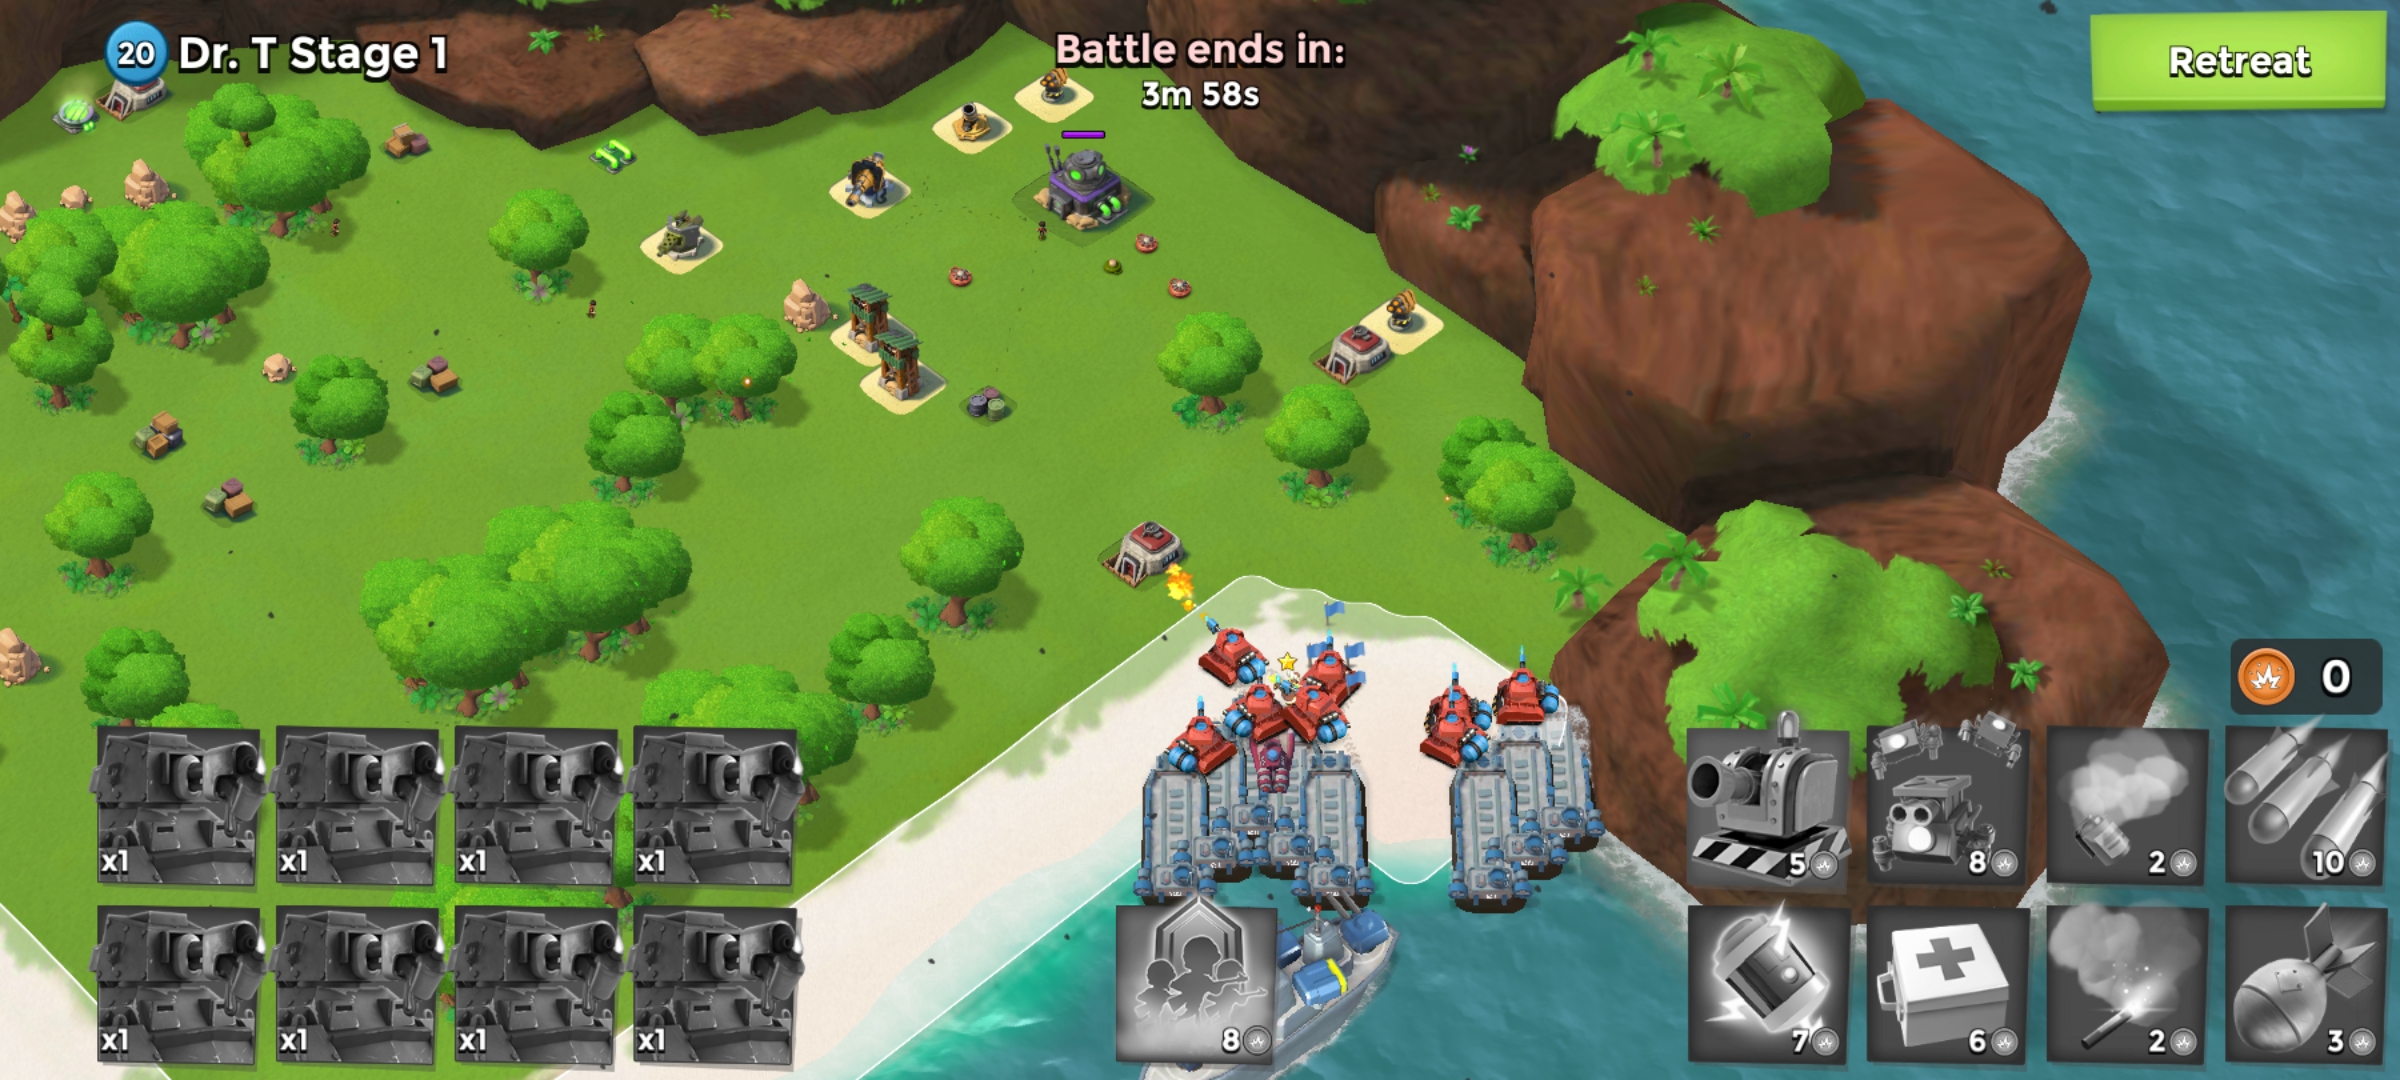 20 Dr. T Stage 1
Battle ends in:
3m 58s
Retreat
0
x1 x1 x1 x1
5 8 2 10
x1 x1 x1 x1
8
7 6 2 3